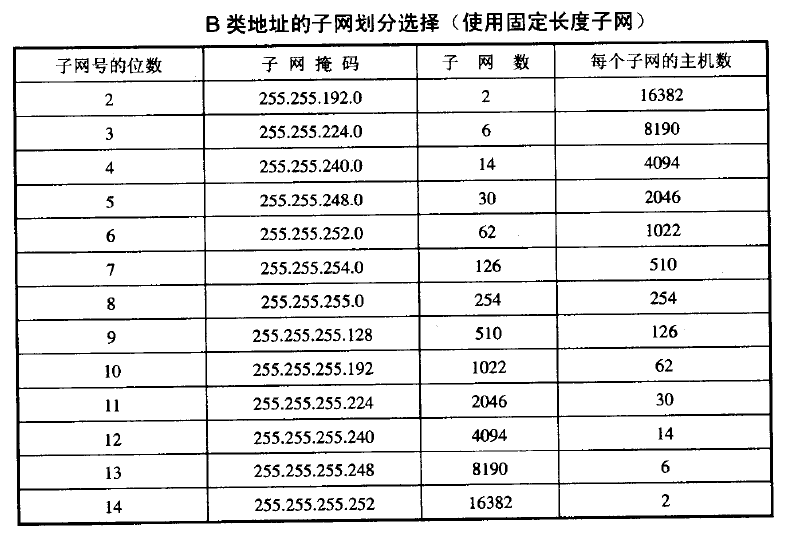 B 类地址的子网划分选择（使用固定长度子网）
子网号的位数 子网掩码 子网数 每个子网的主机数
2 255.255.192.0 2 16382
3 255.255.224.0 6 8190
4 255.255.240.0 14 4094
5 255.255.248.0 30 2046
6 255.255.252.0 62 1022
7 255.255.254.0 126 510
8 255.255.255.0 254 254
9 255.255.255.128 510 126
10 255.255.255.192 1022 62
11 255.255.255.224 2046 30
12 255.255.255.240 4094 14
13 255.255.255.248 8190 6
14 255.255.255.252 16382 2